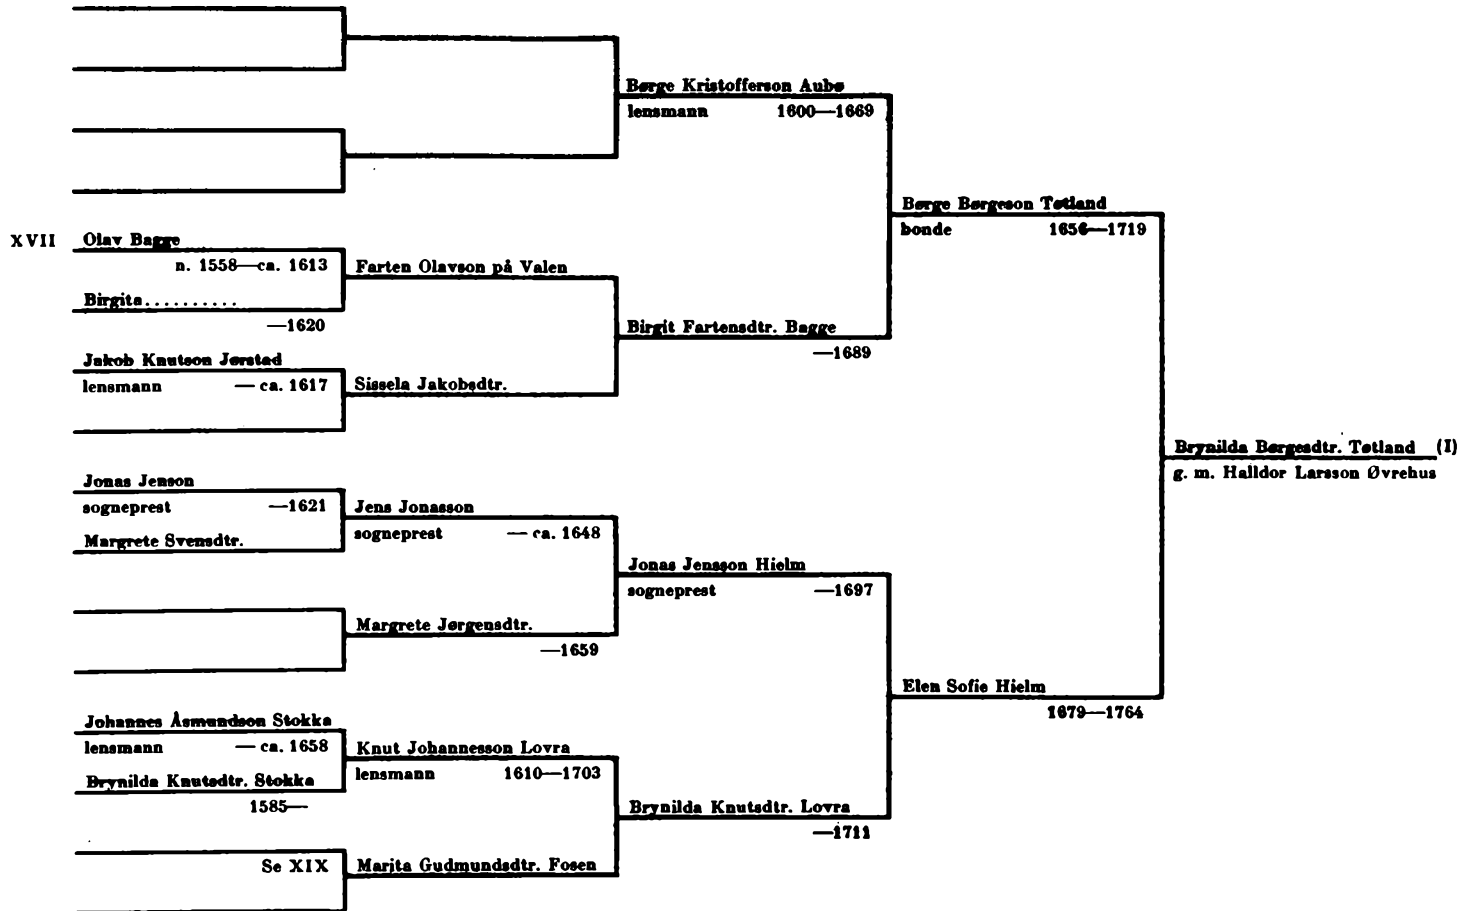 Børge Kristofferson Aubø
lensmann 1600—1669
Børge Børgeson Tøtland
bonde 1656—1719
XVII Olav Bagge
n. 1558—ca. 1613
Farten Olavson på Valen
Birgita..........
—1620
Birgit Fartensdtr. Bagge
—1689
Jakob Knutson Jørstad
lensmann — ca. 1617
Sissela Jakobsdtr.
Brynilda Børgesdtr. Tøtland (I)
g. m. Halldor Larsson Øvrehus
Jonas Jenson
sogneprest —1621
Jens Jonasson
sogneprest — ca. 1648
Margrete Svensdtr.
Jonas Jensson Hielm
sogneprest —1697
Margrete Jørgensdtr.
—1659
Elen Sofie Hielm
1679—1764
Johannes Åsmundson Stokka
lensmann — ca. 1658
Knut Johannesson Lovra
lensmann 1610—1703
Brynilda Knutsdtr. Stokka
1585—
Brynilda Knutsdtr. Lovra
—1711
Se XIX
Marita Gudmundsdtr. Fosen